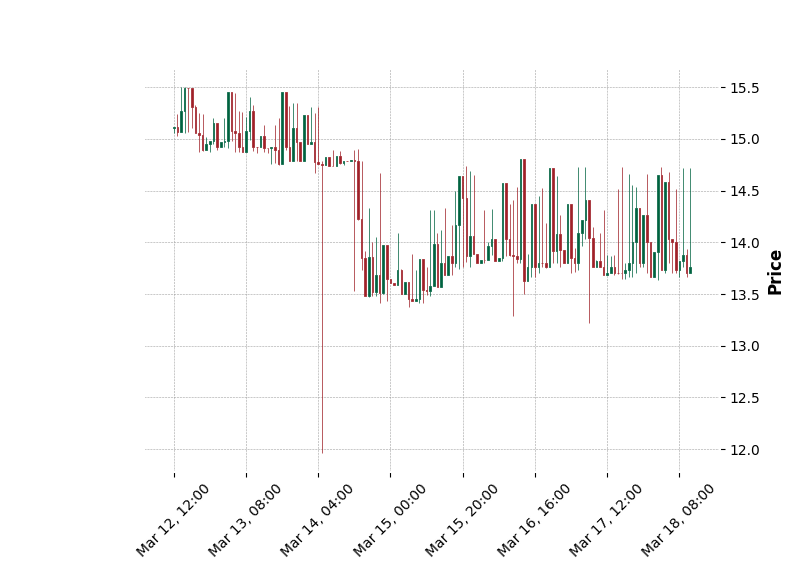 15.5
15.0
14.5
14.0
13.5
13.0
12.5
12.0
Price
Mar 12, 12:00
Mar 13, 08:00
Mar 14, 04:00
Mar 15, 00:00
Mar 15, 20:00
Mar 16, 16:00
Mar 17, 12:00
Mar 18, 08:00